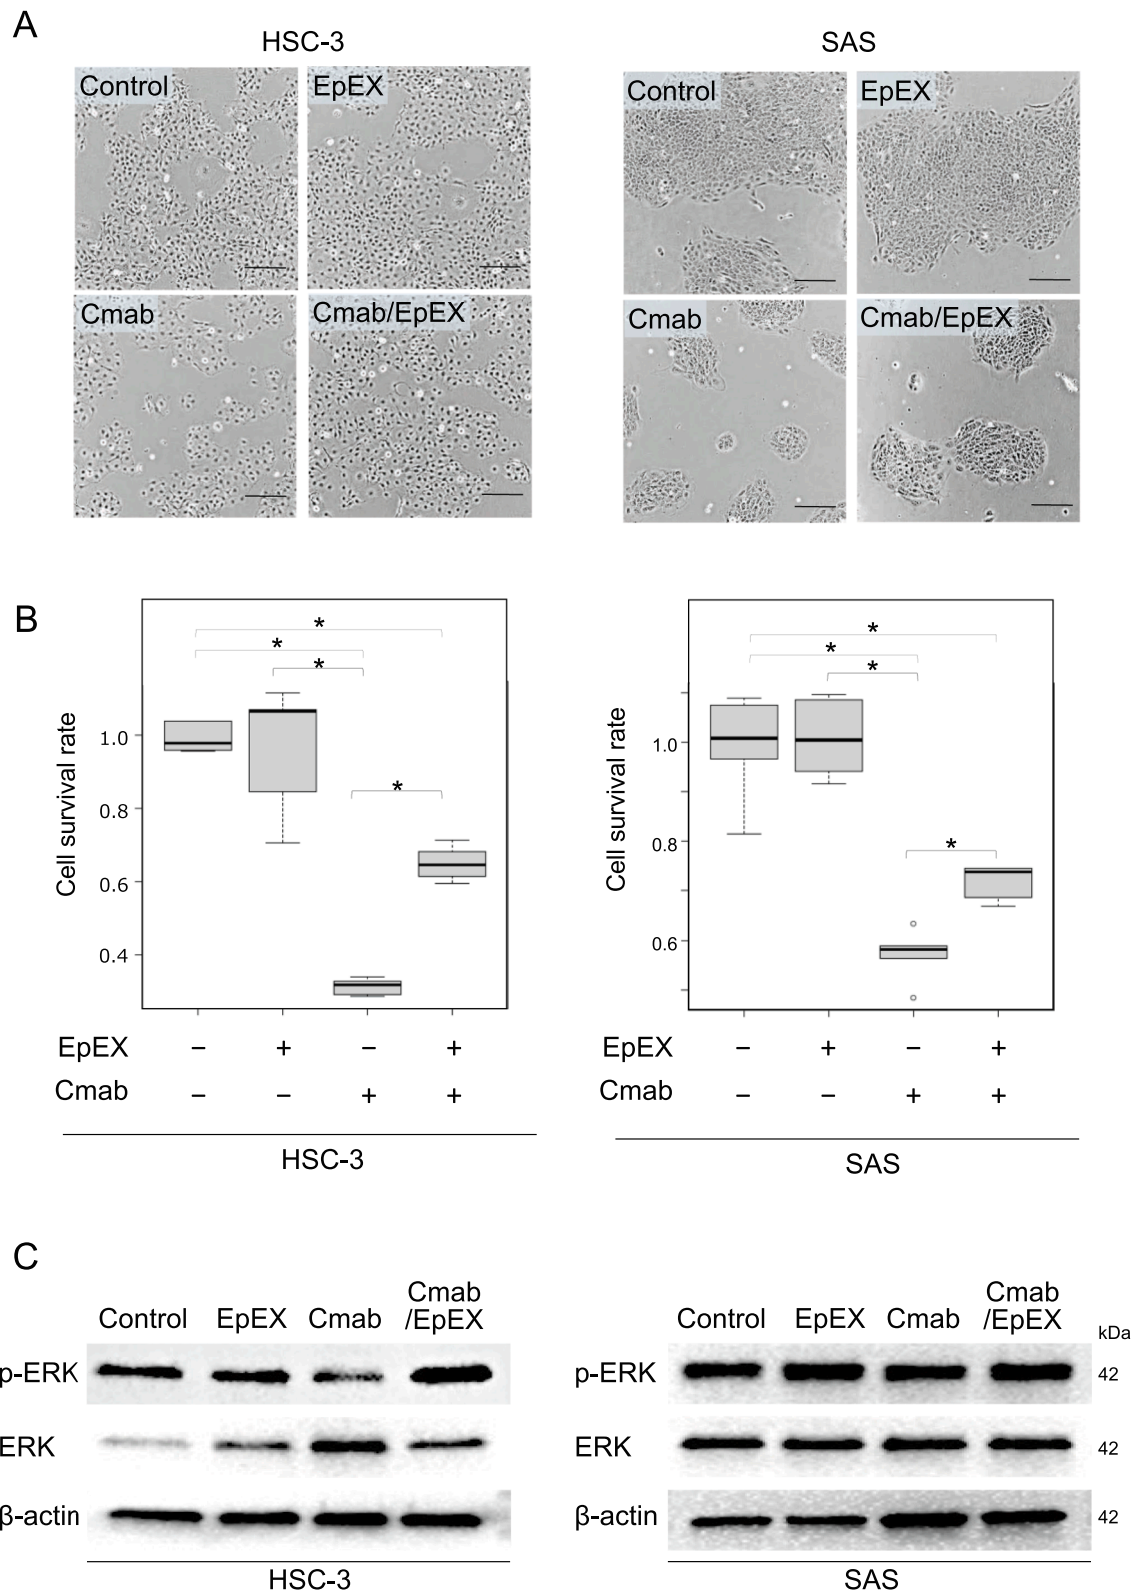 A
HSC-3
SAS
Control
EpEX
Control
EpEX
Cmab
Cmab/EpEX
Cmab
Cmab/EpEX
B
* * *
*
Cell survival rate
1.0
0.8
0.6
0.4
EpEX − + − +
Cmab − − + +
HSC-3
* * *
*
Cell survival rate
1.0
0.8
0.6
EpEX − + − +
Cmab − − + +
SAS
C
Control EpEX Cmab Cmab
/EpEX
p-ERK
ERK
β-actin
HSC-3
Control EpEX Cmab Cmab
/EpEX
kDa
p-ERK 42
ERK 42
β-actin 42
SAS